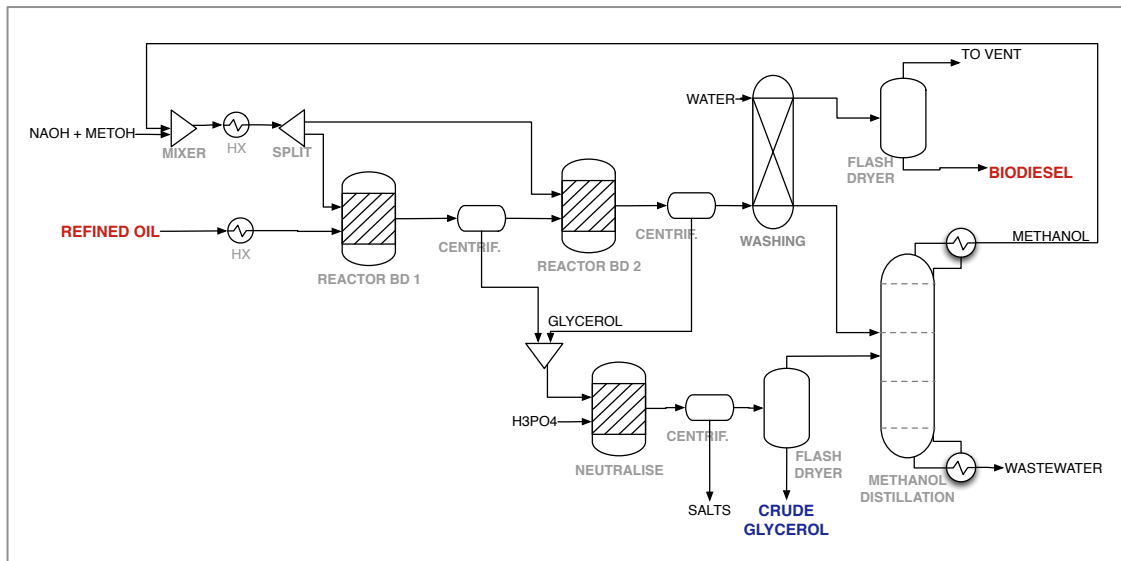 TO VENT
WATER
NAOH + METOH
MIXER
HX
SPLIT
FLASH
DRYER
BIODIESEL
REFINED OIL
HX
REACTOR BD 1
CENTRIF.
REACTOR BD 2
CENTRIF.
WASHING
METHANOL
GLYCEROL
H3PO4
NEUTRALISE
CENTRIF.
SALTS
FLASH
DRYER
CRUDE
GLYCEROL
METHANOL
DISTILLATION
WASTEWATER